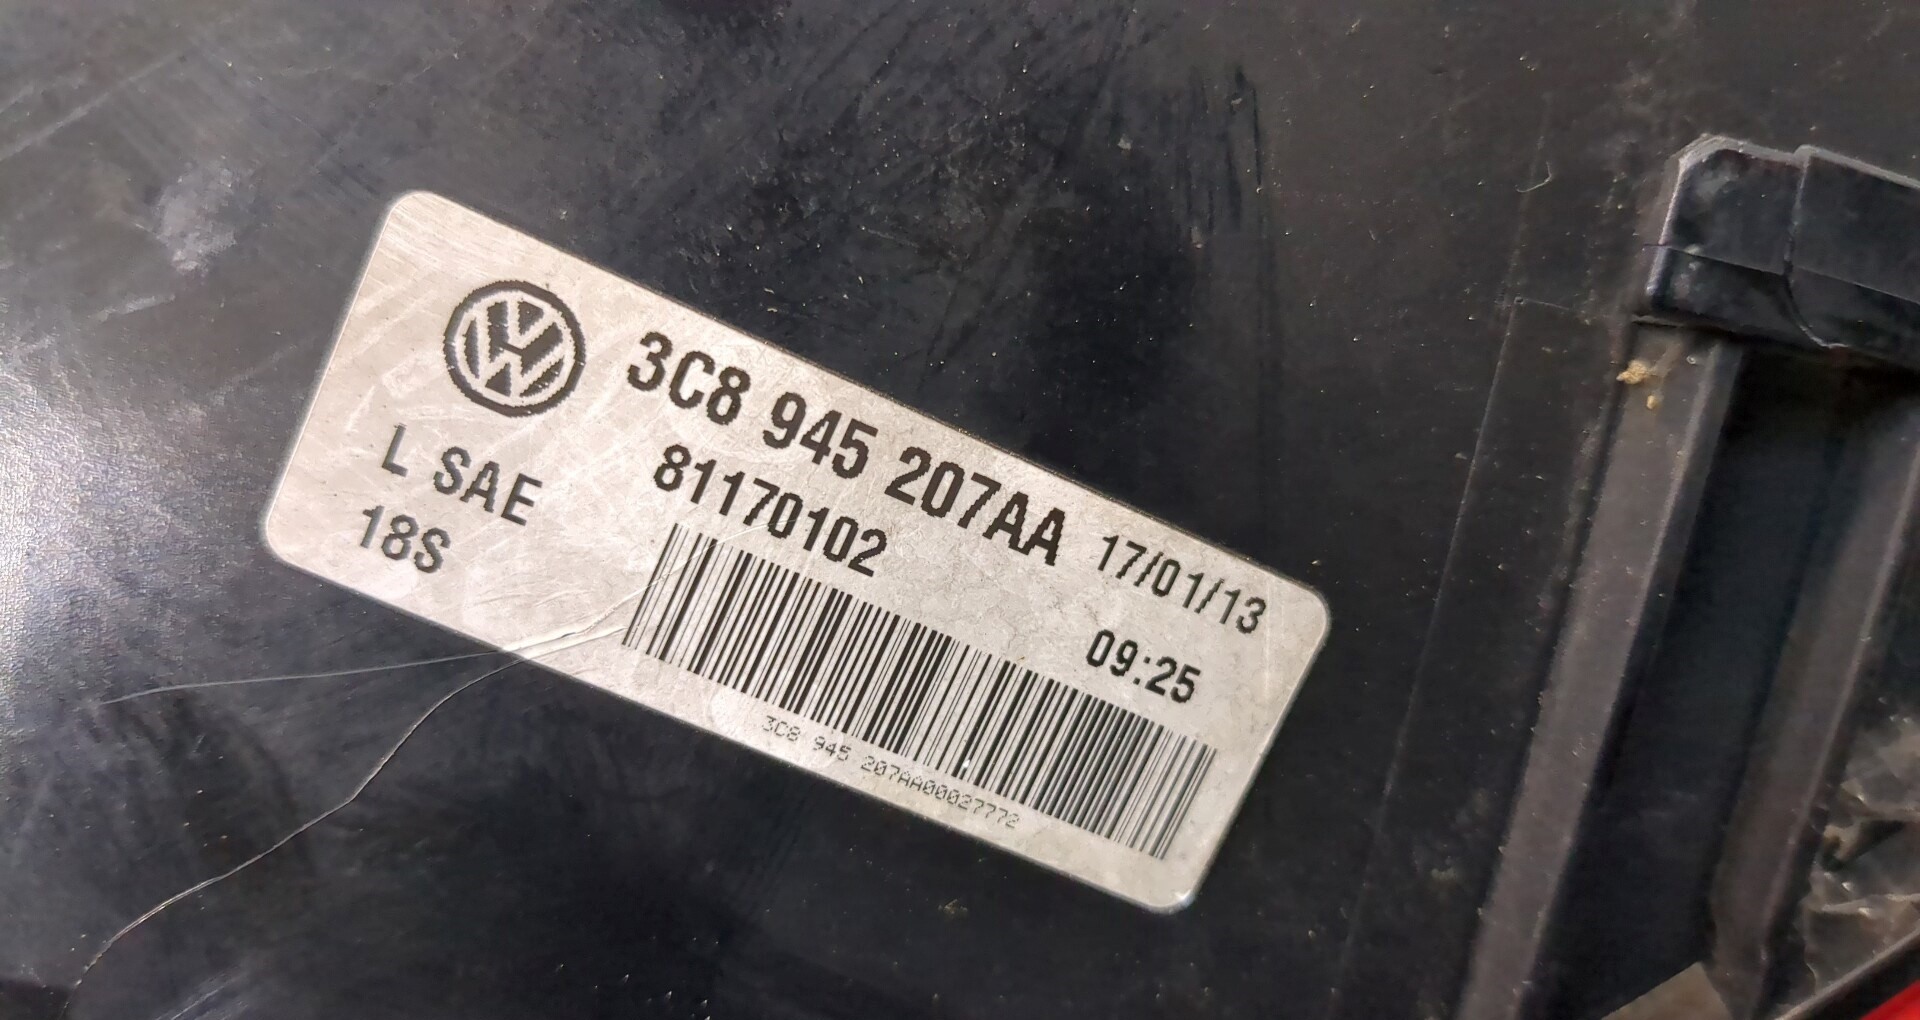 3C8 945 207AA
L SAE
81170102
17/01/13
18S
09:25
3C8 945 207AA00027772